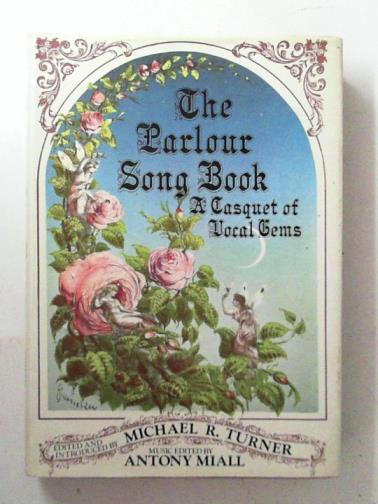 The
Parlour
Song Book
A Casquet of
Vocal Gems
EDITED AND
INTRODUCED BY
MICHAEL R. TURNER
MUSIC EDITED BY
ANTONY MIALL